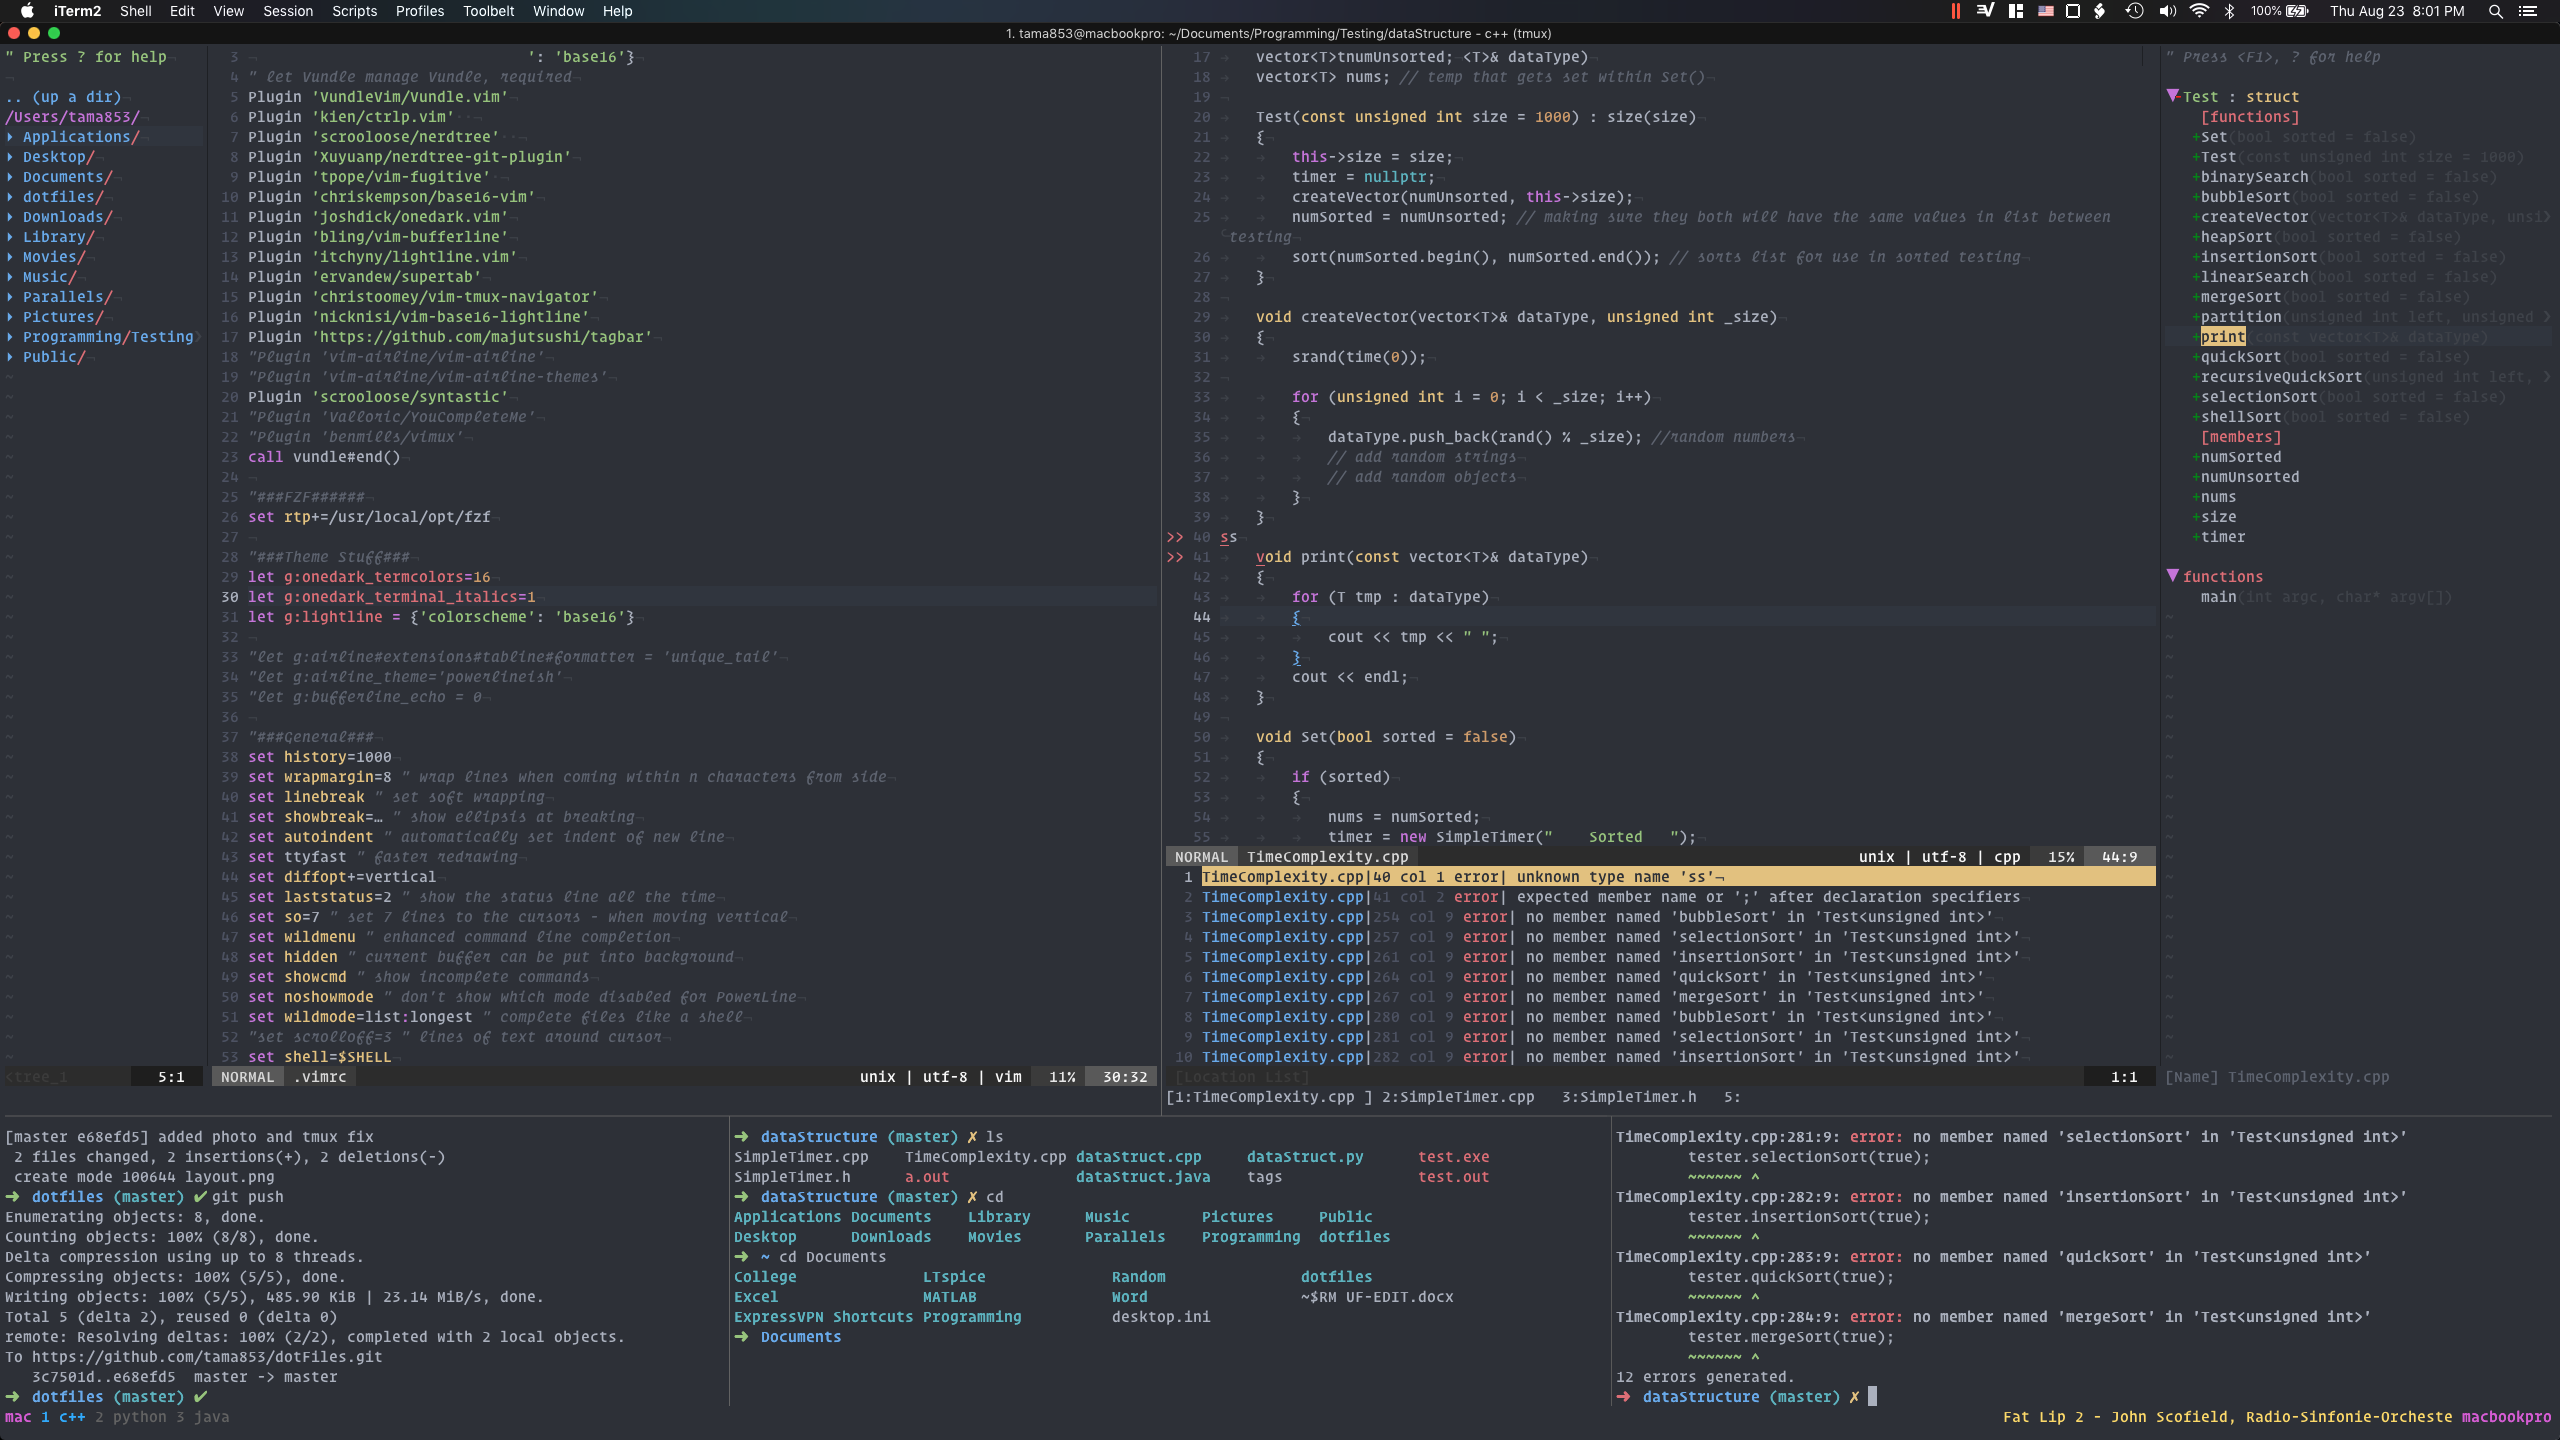 iTerm2 Shell Edit View Session Scripts Profiles Toolbelt Window Help 100% Thu Aug 23 8:01 PM
1. tama853@macbookpro: ~/Documents/Programming/Testing/dataStructure - c++ (tmux)
" Press ? for help
.. (up a dir)
/Users/tama853/
Applications/
Desktop/
Documents/
dotfiles/
Downloads/
Library/
Movies/
Music/
Parallels/
Pictures/
Programming/Testing
Public/
<tree_1 5:1
3 ': 'base16'}
4 " let Vundle manage Vundle, required
5 Plugin 'VundleVim/Vundle.vim'
6 Plugin 'kien/ctrlp.vim'
7 Plugin 'scrooloose/nerdtree'
8 Plugin 'Xuyuanp/nerdtree-git-plugin'
9 Plugin 'tpope/vim-fugitive'
10 Plugin 'chriskempson/base16-vim'
11 Plugin 'joshdick/onedark.vim'
12 Plugin 'bling/vim-bufferline'
13 Plugin 'itchyny/lightline.vim'
14 Plugin 'ervandew/supertab'
15 Plugin 'christoomey/vim-tmux-navigator'
16 Plugin 'nicknisi/vim-base16-lightline'
17 Plugin 'https://github.com/majutsushi/tagbar'
18 "Plugin 'vim-airline/vim-airline'
19 "Plugin 'vim-airline/vim-airline-themes'
20 Plugin 'scrooloose/syntastic'
21 "Plugin 'Valloric/YouCompleteMe'
22 "Plugin 'benmills/vimux'
23 call vundle#end()
24
25 "###FZF######
26 set rtp+=/usr/local/opt/fzf
27
28 "###Theme Stuff###
29 let g:onedark_termcolors=16
30 let g:onedark_terminal_italics=1
31 let g:lightline = {'colorscheme': 'base16'}
32
33 "let g:airline#extensions#tabline#formatter = 'unique_tail'
34 "let g:airline_theme='powerlineish'
35 "let g:bufferline_echo = 0
36
37 "###General###
38 set history=1000
39 set wrapmargin=8 " wrap lines when coming within n characters from side
40 set linebreak " set soft wrapping
41 set showbreak=… " show ellipsis at breaking
42 set autoindent " automatically set indent of new line
43 set ttyfast " faster redrawing
44 set diffopt+=vertical
45 set laststatus=2 " show the status line all the time
46 set so=7 " set 7 lines to the cursors - when moving vertical
47 set wildmenu " enhanced command line completion
48 set hidden " current buffer can be put into background
49 set showcmd " show incomplete commands
50 set noshowmode " don't show which mode disabled for PowerLine
51 set wildmode=list:longest " complete files like a shell
52 "set scrolloff=3 " lines of text around cursor
53 set shell=$SHELL
NORMAL .vimrc unix | utf-8 | vim 11% 30:32
17 vector<T>tnumUnsorted; <T>& dataType)
18 vector<T> nums; // temp that gets set within Set()
19
20 Test(const unsigned int size = 1000) : size(size)
21 {
22 this->size = size;
23 timer = nullptr;
24 createVector(numUnsorted, this->size);
25 numSorted = numUnsorted; // making sure they both will have the same values in list between
testing
26 sort(numSorted.begin(), numSorted.end()); // sorts list for use in sorted testing
27 }
28
29 void createVector(vector<T>& dataType, unsigned int _size)
30 {
31 srand(time(0));
32
33 for (unsigned int i = 0; i < _size; i++)
34 {
35 dataType.push_back(rand() % _size); //random numbers
36 // add random strings
37 // add random objects
38 }
39 }
>> 40 ss
>> 41 void print(const vector<T>& dataType)
42 {
43 for (T tmp : dataType)
44 {
45 cout << tmp << " ";
46 }
47 cout << endl;
48 }
49
50 void Set(bool sorted = false)
51 {
52 if (sorted)
53 {
54 nums = numSorted;
55 timer = new SimpleTimer("    Sorted   ");
NORMAL TimeComplexity.cpp unix | utf-8 | cpp 15% 44:9
1 TimeComplexity.cpp|40 col 1 error| unknown type name 'ss'
2 TimeComplexity.cpp|41 col 2 error| expected member name or ';' after declaration specifiers
3 TimeComplexity.cpp|254 col 9 error| no member named 'bubbleSort' in 'Test<unsigned int>'
4 TimeComplexity.cpp|257 col 9 error| no member named 'selectionSort' in 'Test<unsigned int>'
5 TimeComplexity.cpp|261 col 9 error| no member named 'insertionSort' in 'Test<unsigned int>'
6 TimeComplexity.cpp|264 col 9 error| no member named 'quickSort' in 'Test<unsigned int>'
7 TimeComplexity.cpp|267 col 9 error| no member named 'mergeSort' in 'Test<unsigned int>'
8 TimeComplexity.cpp|280 col 9 error| no member named 'bubbleSort' in 'Test<unsigned int>'
9 TimeComplexity.cpp|281 col 9 error| no member named 'selectionSort' in 'Test<unsigned int>'
10 TimeComplexity.cpp|282 col 9 error| no member named 'insertionSort' in 'Test<unsigned int>'
[Location List] 1:1
[1:TimeComplexity.cpp ] 2:SimpleTimer.cpp 3:SimpleTimer.h 5:
" Press <F1>, ? for help
Test : struct
[functions]
+Set(bool sorted = false)
+Test(const unsigned int size = 1000)
+binarySearch(bool sorted = false)
+bubbleSort(bool sorted = false)
+createVector(vector<T>& dataType, unsi
+heapSort(bool sorted = false)
+insertionSort(bool sorted = false)
+linearSearch(bool sorted = false)
+mergeSort(bool sorted = false)
+partition(unsigned int left, unsigned
+print(const vector<T>& dataType)
+quickSort(bool sorted = false)
+recursiveQuickSort(unsigned int left,
+selectionSort(bool sorted = false)
+shellSort(bool sorted = false)
[members]
+numSorted
+numUnsorted
+nums
+size
+timer
functions
main(int argc, char* argv[])
[Name] TimeComplexity.cpp
[master e68efd5] added photo and tmux fix
2 files changed, 2 insertions(+), 2 deletions(-)
create mode 100644 layout.png
➜ dotfiles (master) ✔ git push
Enumerating objects: 8, done.
Counting objects: 100% (8/8), done.
Delta compression using up to 8 threads.
Compressing objects: 100% (5/5), done.
Writing objects: 100% (5/5), 485.90 KiB | 23.14 MiB/s, done.
Total 5 (delta 2), reused 0 (delta 0)
remote: Resolving deltas: 100% (2/2), completed with 2 local objects.
To https://github.com/tama853/dotFiles.git
3c7501d..e68efd5 master -> master
➜ dotfiles (master) ✔
➜ dataStructure (master) ✗ ls
SimpleTimer.cpp TimeComplexity.cpp dataStruct.cpp dataStruct.py test.exe
SimpleTimer.h a.out dataStruct.java tags test.out
➜ dataStructure (master) ✗ cd
Applications Documents Library Music Pictures Public
Desktop Downloads Movies Parallels Programming dotfiles
➜ ~ cd Documents
College LTspice Random dotfiles
Excel MATLAB Word ~$RM UF-EDIT.docx
ExpressVPN Shortcuts Programming desktop.ini
➜ Documents
TimeComplexity.cpp:281:9: error: no member named 'selectionSort' in 'Test<unsigned int>'
tester.selectionSort(true);
~~~~~~ ^
TimeComplexity.cpp:282:9: error: no member named 'insertionSort' in 'Test<unsigned int>'
tester.insertionSort(true);
~~~~~~ ^
TimeComplexity.cpp:283:9: error: no member named 'quickSort' in 'Test<unsigned int>'
tester.quickSort(true);
~~~~~~ ^
TimeComplexity.cpp:284:9: error: no member named 'mergeSort' in 'Test<unsigned int>'
tester.mergeSort(true);
~~~~~~ ^
12 errors generated.
➜ dataStructure (master) ✗
mac 1 c++ 2 python 3 java Fat Lip 2 - John Scofield, Radio-Sinfonie-Orcheste macbookpro